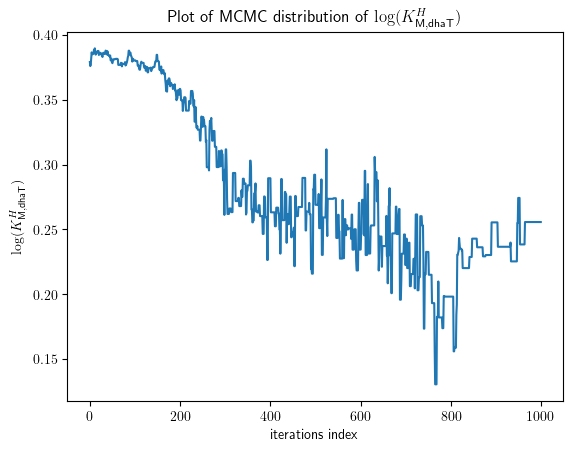 Plot of MCMC distribution of log(K^H_{M,dhaT})
0.40
0.35
0.30
0.25
0.20
0.15
log(K^H_{M,dhaT})
0 200 400 600 800 1000
iterations index